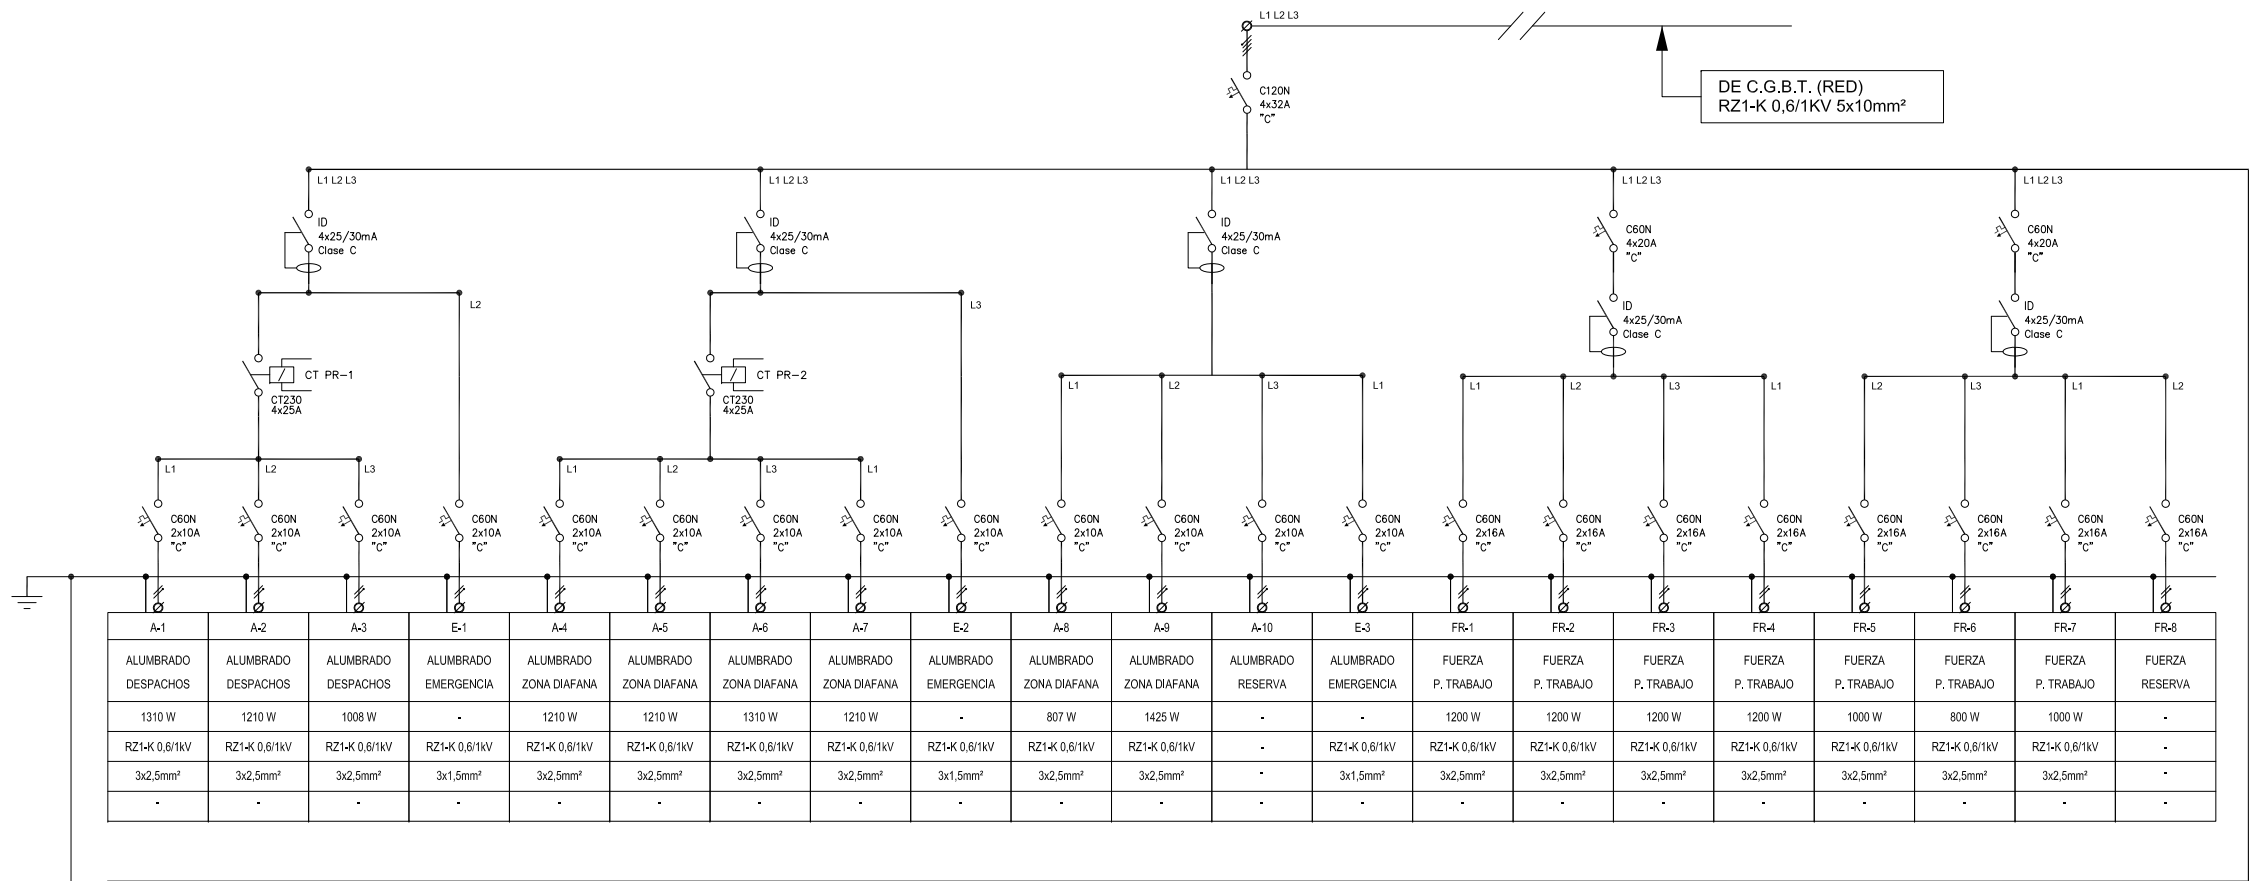 L1 L2 L3
DE C.G.B.T. (RED)
RZ1-K 0,6/1KV 5x10mm²
C120N
4x32A
"C"
L1 L2 L3
L1 L2 L3
L1 L2 L3
L1 L2 L3
L1 L2 L3
ID
4x25/30mA
Clase C
ID
4x25/30mA
Clase C
ID
4x25/30mA
Clase C
C60N
4x20A
"C"
C60N
4x20A
"C"
L2
L3
ID
4x25/30mA
Clase C
ID
4x25/30mA
Clase C
CT PR-1
CT230
4x25A
CT PR-2
CT230
4x25A
L1
L2
L3
L1
L1
L2
L3
L1
L2
L3
L1
L2
L1
L2
L3
L1
L2
L3
L1
C60N
2x10A
"C"
C60N
2x10A
"C"
C60N
2x10A
"C"
C60N
2x10A
"C"
C60N
2x10A
"C"
C60N
2x10A
"C"
C60N
2x10A
"C"
C60N
2x10A
"C"
C60N
2x10A
"C"
C60N
2x10A
"C"
C60N
2x10A
"C"
C60N
2x10A
"C"
C60N
2x10A
"C"
C60N
2x16A
"C"
C60N
2x16A
"C"
C60N
2x16A
"C"
C60N
2x16A
"C"
C60N
2x16A
"C"
C60N
2x16A
"C"
C60N
2x16A
"C"
C60N
2x16A
"C"
A-1 A-2 A-3 E-1 A-4 A-5 A-6 A-7 E-2 A-8 A-9 A-10 E-3 FR-1 FR-2 FR-3 FR-4 FR-5 FR-6 FR-7 FR-8
ALUMBRADO ALUMBRADO ALUMBRADO ALUMBRADO ALUMBRADO ALUMBRADO ALUMBRADO ALUMBRADO ALUMBRADO ALUMBRADO ALUMBRADO ALUMBRADO ALUMBRADO FUERZA FUERZA FUERZA FUERZA FUERZA FUERZA FUERZA FUERZA
DESPACHOS DESPACHOS DESPACHOS EMERGENCIA ZONA DIAFANA ZONA DIAFANA ZONA DIAFANA ZONA DIAFANA EMERGENCIA ZONA DIAFANA ZONA DIAFANA RESERVA EMERGENCIA P. TRABAJO P. TRABAJO P. TRABAJO P. TRABAJO P. TRABAJO P. TRABAJO P. TRABAJO RESERVA
1310 W 1210 W 1008 W - 1210 W 1210 W 1310 W 1210 W - 807 W 1425 W - - 1200 W 1200 W 1200 W 1200 W 1000 W 800 W 1000 W -
RZ1-K 0,6/1kV RZ1-K 0,6/1kV RZ1-K 0,6/1kV RZ1-K 0,6/1kV RZ1-K 0,6/1kV RZ1-K 0,6/1kV RZ1-K 0,6/1kV RZ1-K 0,6/1kV RZ1-K 0,6/1kV RZ1-K 0,6/1kV RZ1-K 0,6/1kV - RZ1-K 0,6/1kV RZ1-K 0,6/1kV RZ1-K 0,6/1kV RZ1-K 0,6/1kV RZ1-K 0,6/1kV RZ1-K 0,6/1kV RZ1-K 0,6/1kV RZ1-K 0,6/1kV -
3x2,5mm² 3x2,5mm² 3x2,5mm² 3x1,5mm² 3x2,5mm² 3x2,5mm² 3x2,5mm² 3x2,5mm² 3x1,5mm² 3x2,5mm² 3x2,5mm² - 3x1,5mm² 3x2,5mm² 3x2,5mm² 3x2,5mm² 3x2,5mm² 3x2,5mm² 3x2,5mm² 3x2,5mm² -
- - - - - - - - - - - - - - - - - - - - -